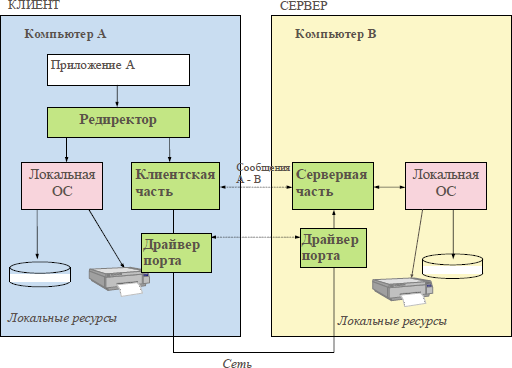 КЛИЕНТ
СЕРВЕР
Компьютер А
Компьютер В
Приложение А
Редиректор
Локальная
ОС
Клиентская
часть
Сообщения
А - В
Серверная
часть
Локальная
ОС
Драйвер
порта
Драйвер
порта
Локальные ресурсы
Локальные ресурсы
Сеть